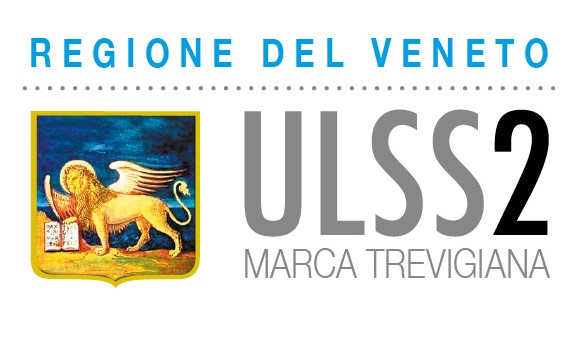 REGIONE DEL VENETO
ULSS2
MARCA TREVIGIANA